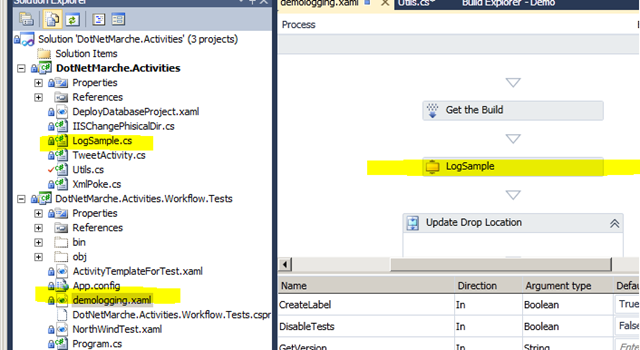 Solution Explorer
Solution 'DotNetMarche.Activities' (3 projects)
Solution Items
DotNetMarche.Activities
Properties
References
DeployDatabaseProject.xaml
IISChangePhisicalDir.cs
LogSample.cs
TweetActivity.cs
Utils.cs
XmlPoke.cs
DotNetMarche.Activities.Workflow.Tests
Properties
References
bin
obj
ActivityTemplateForTest.xaml
App.config
demologging.xaml
DotNetMarche.Activities.Workflow.Tests.cspr
NorthWindTest.xaml
Program.cs
demologging.xaml Utils.cs* Build Explorer - Demo
Process
Get the Build
LogSample
Update Drop Location
Name Direction Argument type Defau
CreateLabel In Boolean True
DisableTests In Boolean False
GetVersion In String Enter